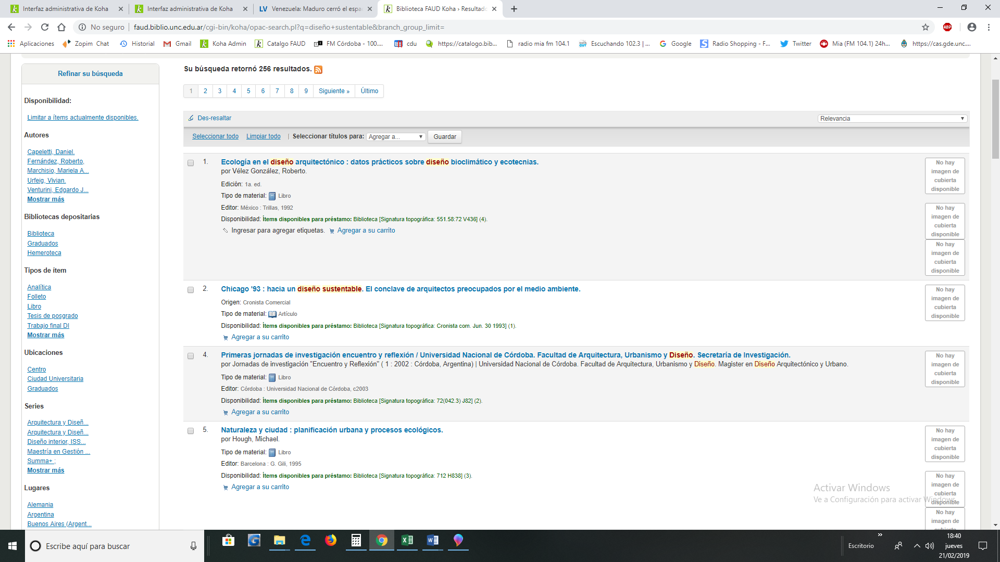 Interfaz administrativa de Koha
Interfaz administrativa de Koha
LV Venezuela: Maduro cerró el espa
Biblioteca FAUD Koha › Resultado
No seguro
faud.biblio.unc.edu.ar/cgi-bin/koha/opac-search.pl?q=diseño+sustentable&branch_group_limit=
ABP
Aplicaciones
Zopim Chat
Historial
Gmail
Koha Admin
Catalgo FAUD
FM Córdoba - 100....
cdu
https://catalogo.bib...
radio mia fm 104.1
Escuchando 102.3 | ...
Google
Radio Shopping - F...
Twitter
Mia (FM 104.1) 24h...
https://cas.gde.unc....
Refinar su búsqueda
Disponibilidad:
Limitar a ítems actualmente disponibles.
Autores
Capeletti, Daniel.
Fernández, Roberto,
Marchisio, Mariela A...
Urfeig, Vivian.
Venturini, Edgardo J...
Mostrar más
Bibliotecas depositarias
Biblioteca
Graduados
Hemeroteca
Tipos de ítem
Analítica
Folleto
Libro
Tesis de posgrado
Trabajo final DI
Mostrar más
Ubicaciones
Centro
Ciudad Universitaria
Graduados
Series
Arquitectura y Diseñ...
Arquitectura y Diseñ...
Diseño interior, ISS...
Maestría en Gestión ...
Summa+ ;
Mostrar más
Lugares
Alemania
Argentina
Buenos Aires (Argent...
Su búsqueda retornó 256 resultados.
1 2 3 4 5 6 7 8 9 Siguiente » Último
Des-resaltar
Relevancia
Seleccionar todo Limpiar todo | Seleccionar títulos para: Agregar a... Guardar
1. Ecología en el diseño arquitectónico : datos prácticos sobre diseño bioclimático y ecotecnias.
por Vélez González, Roberto.
Edición: 1a. ed.
Tipo de material: Libro
Editor: México : Trillas, 1992
Disponibilidad: Ítems disponibles para préstamo: Biblioteca [Signatura topográfica: 551.58:72 V436] (4).
Ingresar para agregar etiquetas. Agregar a su carrito
No hay
imagen de
cubierta
disponible
No hay
imagen de
cubierta
disponible
No hay
imagen de
cubierta
disponible
2. Chicago '93 : hacia un diseño sustentable. El conclave de arquitectos preocupados por el medio ambiente.
Origen: Cronista Comercial
Tipo de material: Artículo
Disponibilidad: Ítems disponibles para préstamo: Biblioteca [Signatura topográfica: Cronista com. Jun. 30 1993] (1).
Agregar a su carrito
No hay
imagen de
cubierta
disponible
4. Primeras jornadas de investigación encuentro y reflexión / Universidad Nacional de Córdoba. Facultad de Arquitectura, Urbanismo y Diseño. Secretaría de Investigación.
por Jornadas de investigación "Encuentro y Reflexión" ( 1 : 2002 : Córdoba, Argentina) | Universidad Nacional de Córdoba. Facultad de Arquitectura, Urbanismo y Diseño. Magister en Diseño Arquitectónico y Urbano.
Tipo de material: Libro
Editor: Córdoba : Universidad Nacional de Córdoba, c2003
Disponibilidad: Ítems disponibles para préstamo: Biblioteca [Signatura topográfica: 72(042.3) J82] (2).
Agregar a su carrito
No hay
imagen de
cubierta
disponible
5. Naturaleza y ciudad : planificación urbana y procesos ecológicos.
por Hough, Michael.
Tipo de material: Libro
Editor: Barcelona : G. Gili, 1995
Disponibilidad: Ítems disponibles para préstamo: Biblioteca [Signatura topográfica: 712 H838] (3).
Agregar a su carrito
No hay
imagen de
cubierta
disponible
No hay
imagen de
cubierta
disponible
No hay
imagen de
cubierta
Activar Windows
Ve a Configuración para activar Windows.
Escribe aquí para buscar
Escritorio
18:40
jueves
21/02/2019